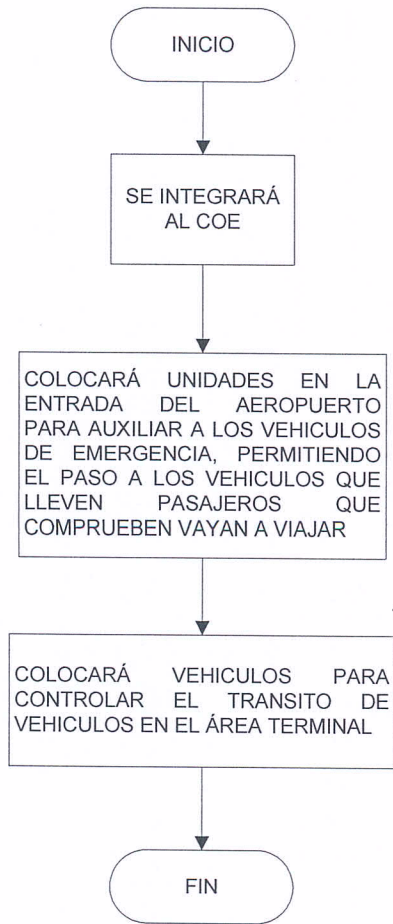 INICIO
SE INTEGRARÁ
AL COE
COLOCARÁ UNIDADES EN LA
ENTRADA DEL AEROPUERTO
PARA AUXILIAR A LOS VEHICULOS
DE EMERGENCIA, PERMITIENDO
EL PASO A LOS VEHICULOS QUE
LLEVEN PASAJEROS QUE
COMPRUEBEN VAYAN A VIAJAR
COLOCARÁ VEHICULOS PARA
CONTROLAR EL TRANSITO DE
VEHICULOS EN EL ÁREA TERMINAL
FIN